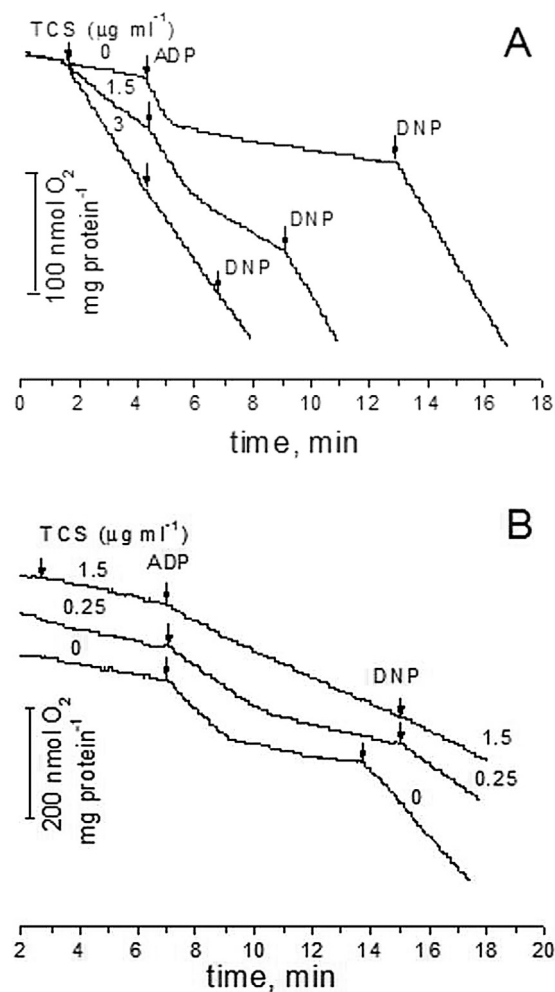 A
TCS (µg ml⁻¹)
0
ADP
1.5
3
DNP
DNP
DNP
100 nmol O₂
mg protein⁻¹
0 2 4 6 8 10 12 14 16 18
time, min
B
TCS (µg ml⁻¹)
1.5
ADP
0.25
0
DNP
1.5
0.25
0
200 nmol O₂
mg protein⁻¹
2 4 6 8 10 12 14 16 18 20
time, min